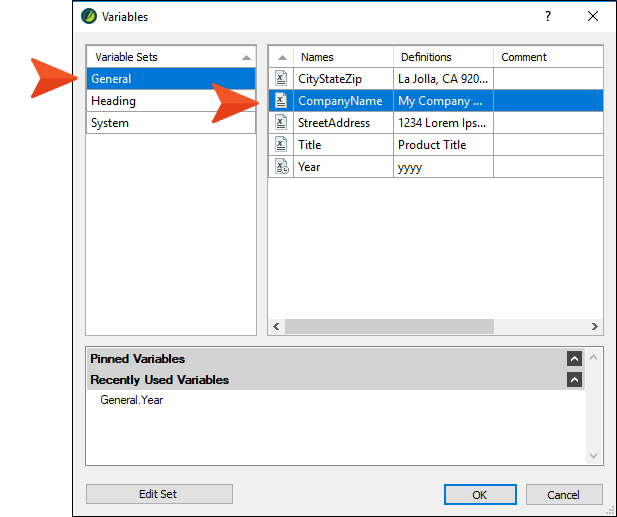 Variables
?
Variable Sets
General
Heading
System
Names Definitions Comment
CityStateZip La Jolla, CA 920...
CompanyName My Company ...
StreetAddress 1234 Lorem Ips...
Title Product Title
Year yyyy
Pinned Variables
Recently Used Variables
General.Year
Edit Set
OK
Cancel